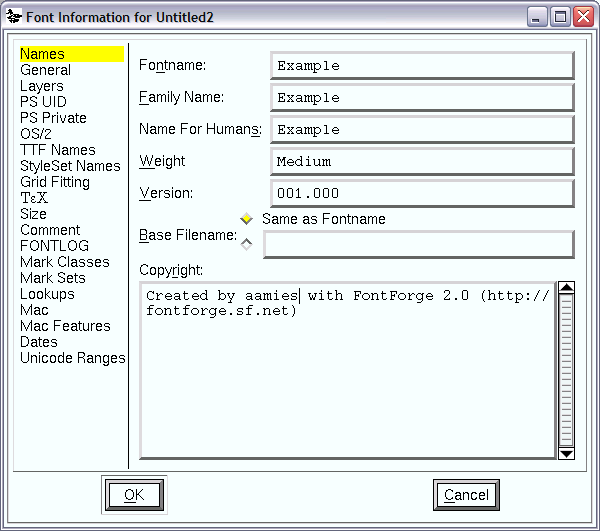 Font Information for Untitled2
Names
General
Layers
PS UID
PS Private
OS/2
TTF Names
StyleSet Names
Grid Fitting
ΤεΧ
Size
Comment
FONTLOG
Mark Classes
Mark Sets
Lookups
Mac
Mac Features
Dates
Unicode Ranges
Fontname: Example
Family Name: Example
Name For Humans: Example
Weight Medium
Version: 001.000
Same as Fontname
Base Filename:
Copyright:
Created by aamies with FontForge 2.0 (http://
fontforge.sf.net)
OK Cancel